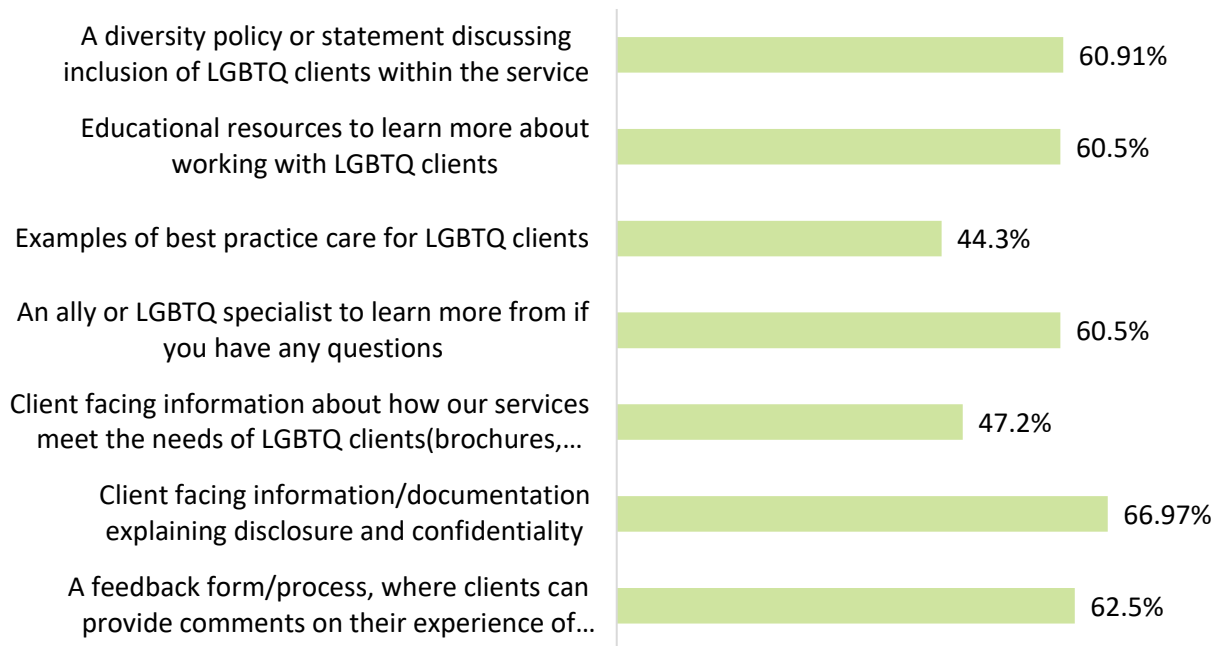 A diversity policy or statement discussing
inclusion of LGBTQ clients within the service
60.91%
Educational resources to learn more about
working with LGBTQ clients
60.5%
Examples of best practice care for LGBTQ clients
44.3%
An ally or LGBTQ specialist to learn more from if
you have any questions
60.5%
Client facing information about how our services
meet the needs of LGBTQ clients(brochures,...
47.2%
Client facing information/documentation
explaining disclosure and confidentiality
66.97%
A feedback form/process, where clients can
provide comments on their experience of...
62.5%